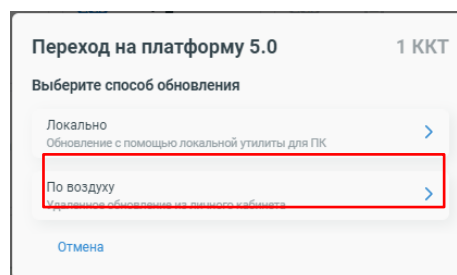 Переход на платформу 5.0 1 ККТ
Выберите способ обновления
Локально
Обновление с помощью локальной утилиты для ПК
По воздуху
Удаленное обновление из личного кабинета
Отмена